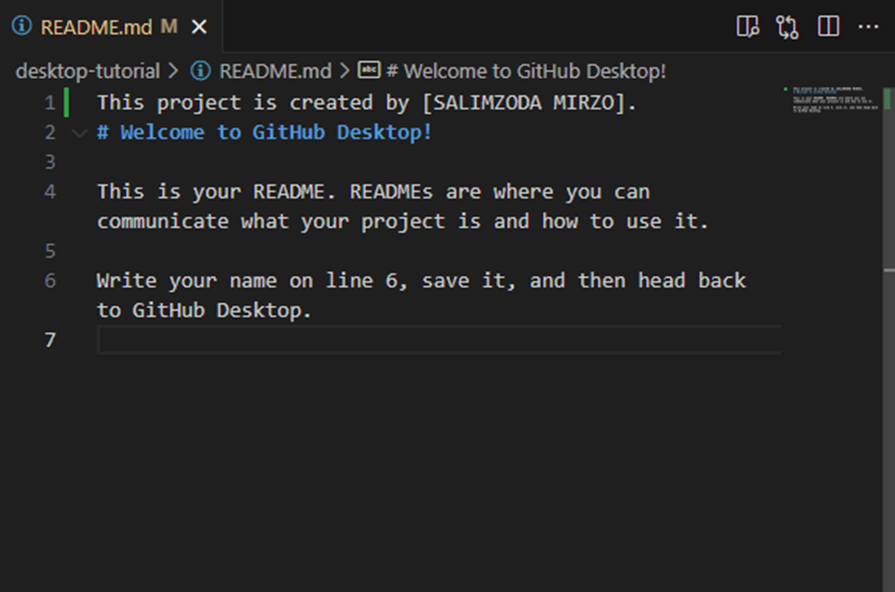 README.md M
desktop-tutorial > README.md > # Welcome to GitHub Desktop!
1 This project is created by [SALIMZODA MIRZO].
2 # Welcome to GitHub Desktop!
3
4 This is your README. READMEs are where you can
communicate what your project is and how to use it.
5
6 Write your name on line 6, save it, and then head back
to GitHub Desktop.
7